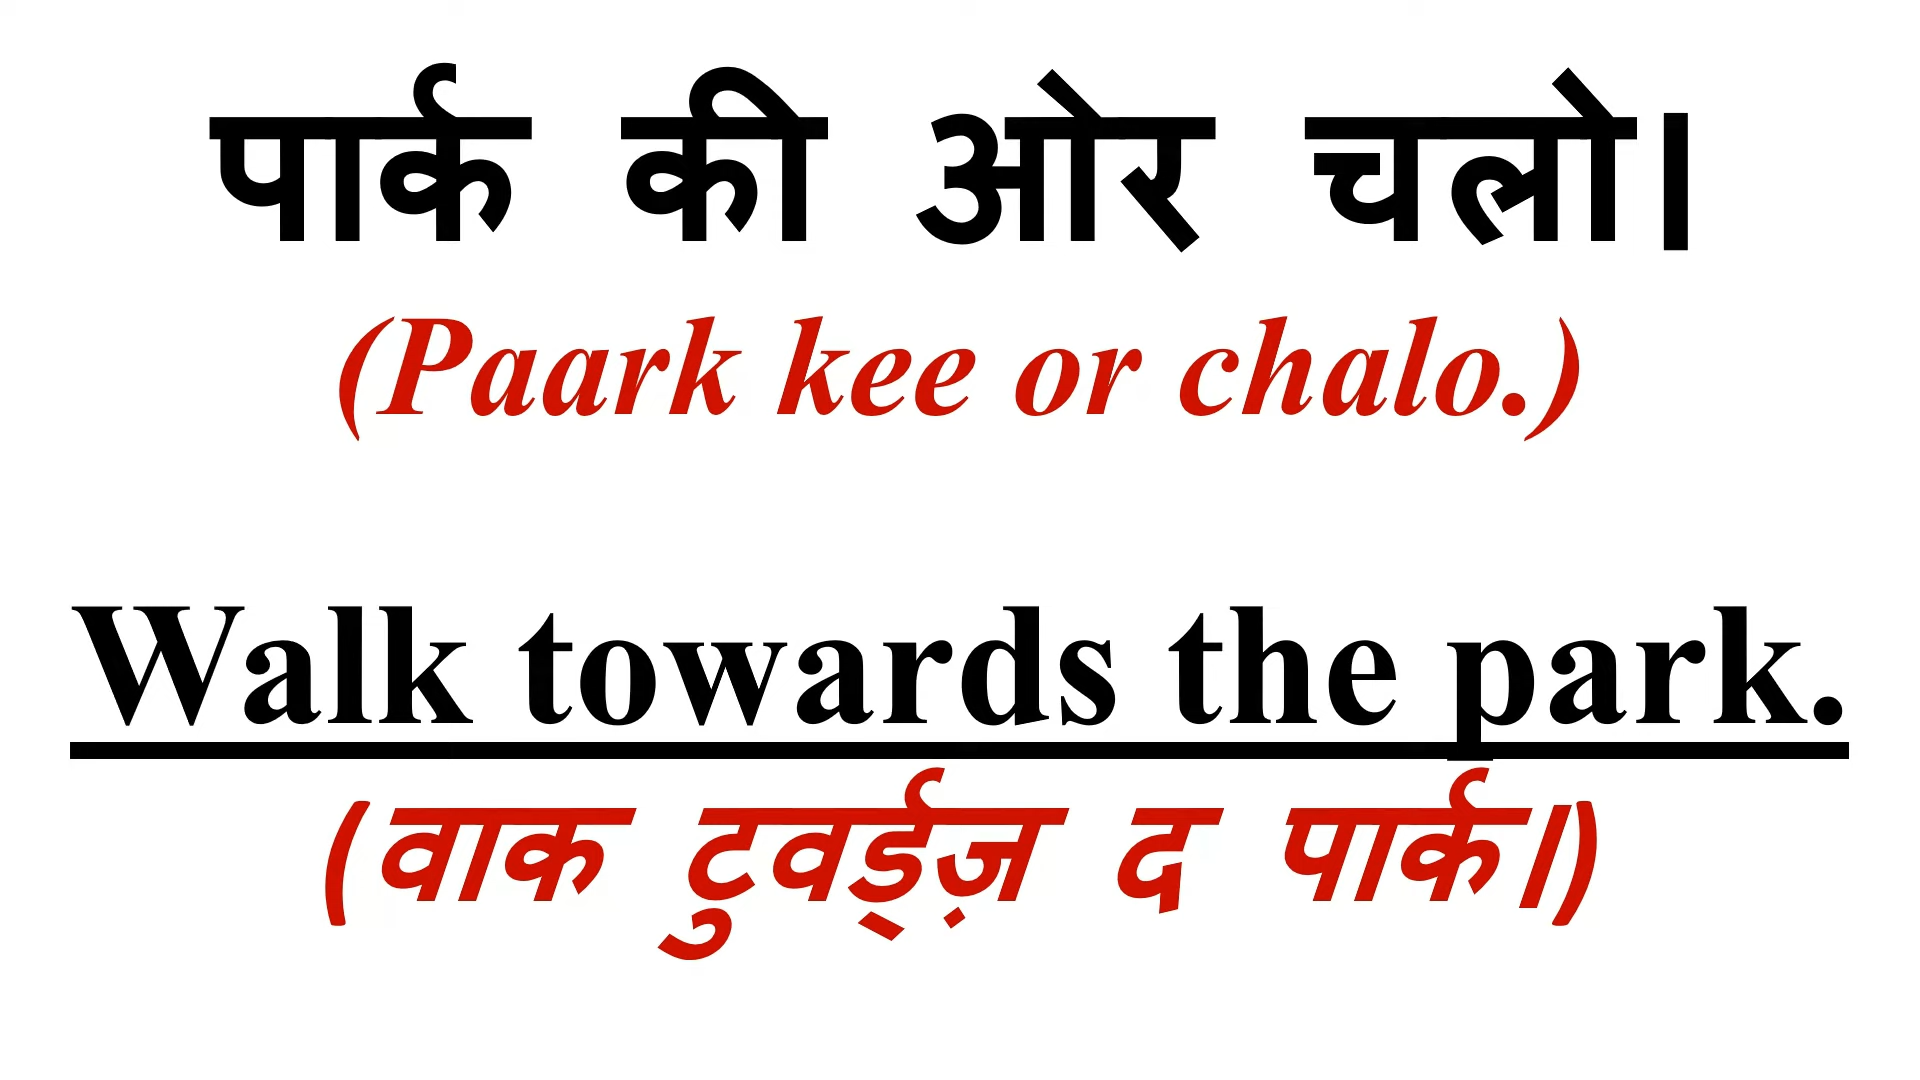 पार्क की ओर चलो।
(Paark kee or chalo.)
Walk towards the park.
(वाक टुवर्ड्ज़ द पार्क।)